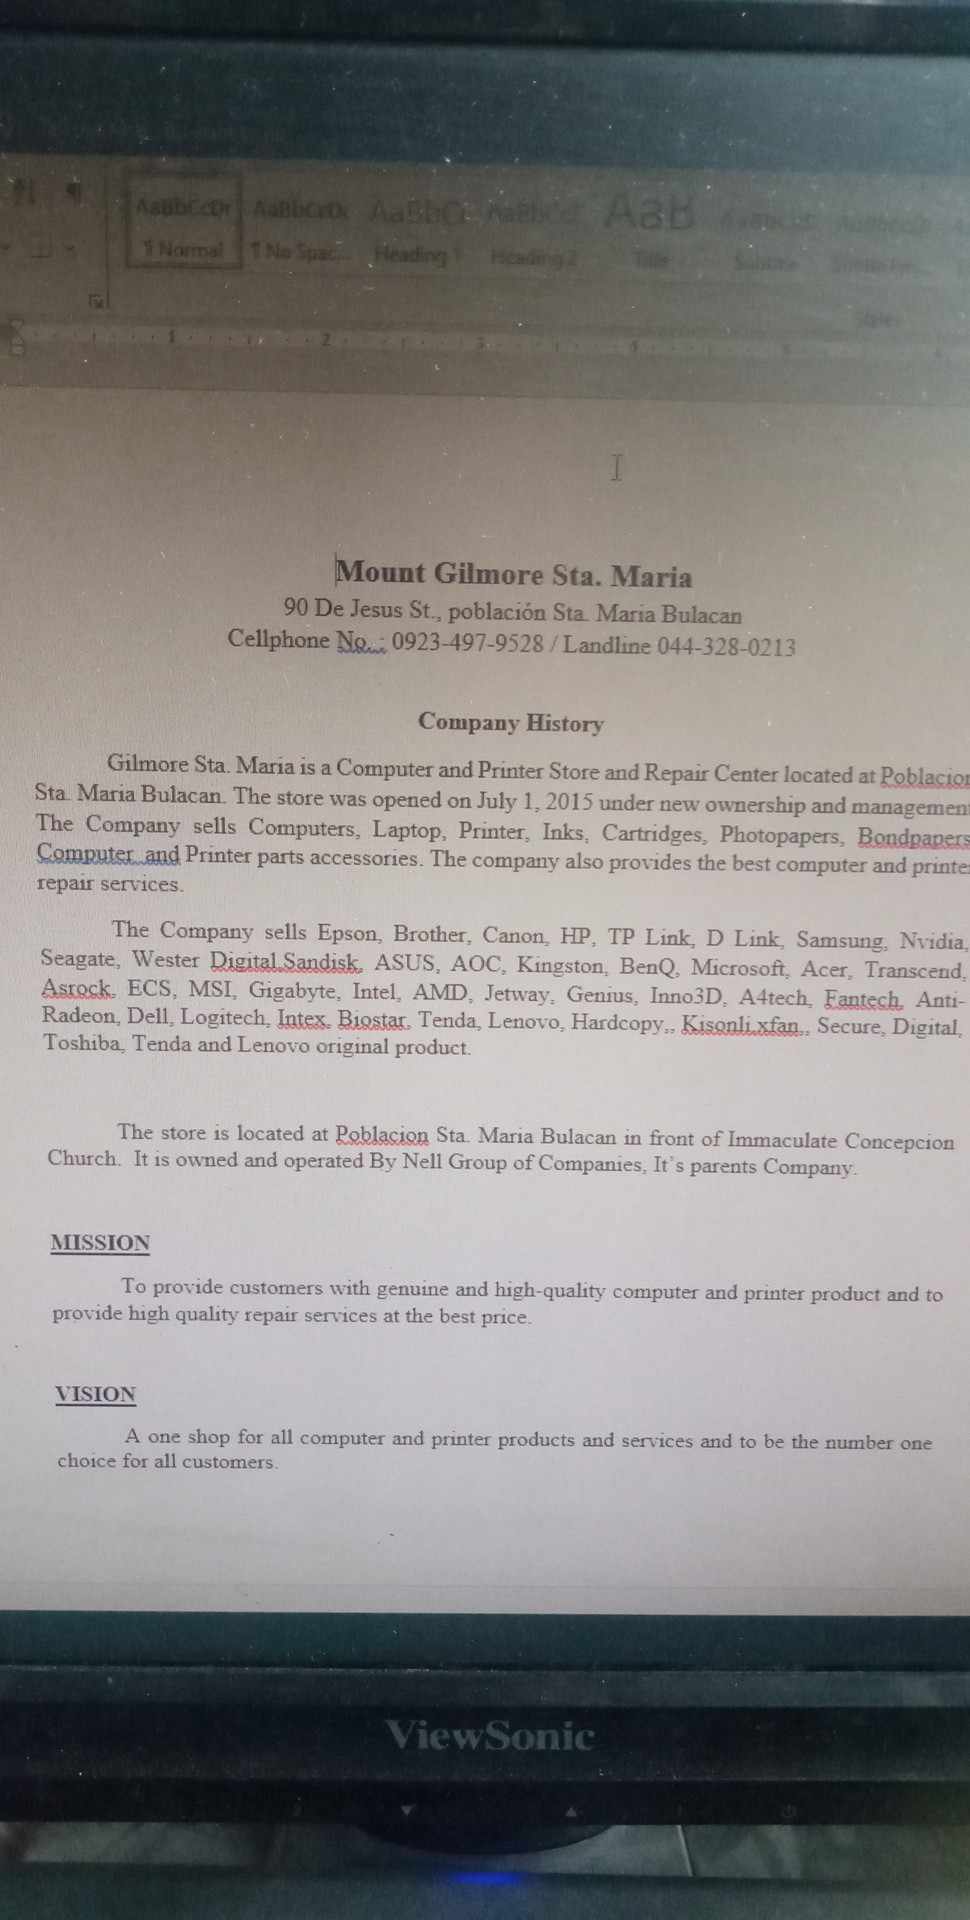 AaBbCcDc AaBbCcDc AaBbC AaBbCcC AaB
¶ Normal ¶ No Spac... Heading 1 Heading 2 Title Subtitle
Styles
1 2 3 4 5
Mount Gilmore Sta. Maria
90 De Jesus St., población Sta. Maria Bulacan
Cellphone No..: 0923-497-9528 / Landline 044-328-0213
Company History
Gilmore Sta. Maria is a Computer and Printer Store and Repair Center located at Poblacion
Sta. Maria Bulacan. The store was opened on July 1, 2015 under new ownership and management
The Company sells Computers, Laptop, Printer, Inks, Cartridges, Photopapers, Bondpapers
Computer and Printer parts accessories. The company also provides the best computer and printer
repair services.
The Company sells Epson, Brother, Canon, HP, TP Link, D Link, Samsung, Nvidia,
Seagate, Wester Digital.Sandisk, ASUS, AOC, Kingston, BenQ, Microsoft, Acer, Transcend,
Asrock, ECS, MSI, Gigabyte, Intel, AMD, Jetway, Genius, Inno3D, A4tech, Fantech, Anti-
Radeon, Dell, Logitech, Intex, Biostar, Tenda, Lenovo, Hardcopy,, Kisonli.xfan,, Secure, Digital,
Toshiba, Tenda and Lenovo original product.
The store is located at Poblacion Sta. Maria Bulacan in front of Immaculate Concepcion
Church. It is owned and operated By Nell Group of Companies, It's parents Company.
MISSION
To provide customers with genuine and high-quality computer and printer product and to
provide high quality repair services at the best price.
VISION
A one shop for all computer and printer products and services and to be the number one
choice for all customers.
ViewSonic